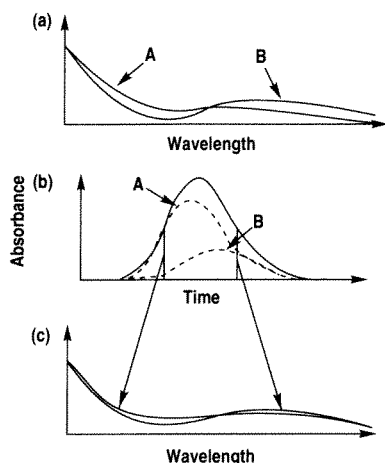 (a)
A
B
Wavelength
(b)
A
B
Absorbance
Time
(c)
Wavelength